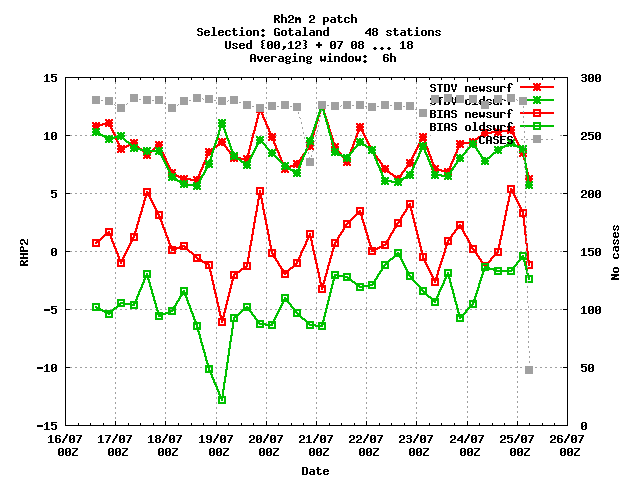 Rh2m 2 patch
Selection: Gotaland     48 stations
Used {00,12} + 07 08 ... 18
Averaging window:  6h
STDV newsurf
STDV oldsurf
BIAS newsurf
BIAS oldsurf
CASES
15
10
5
0
-5
-10
-15
RHP2
300
250
200
150
100
50
0
No cases
16/07 17/07 18/07 19/07 20/07 21/07 22/07 23/07 24/07 25/07 26/07
00Z 00Z 00Z 00Z 00Z 00Z 00Z 00Z 00Z 00Z 00Z
Date